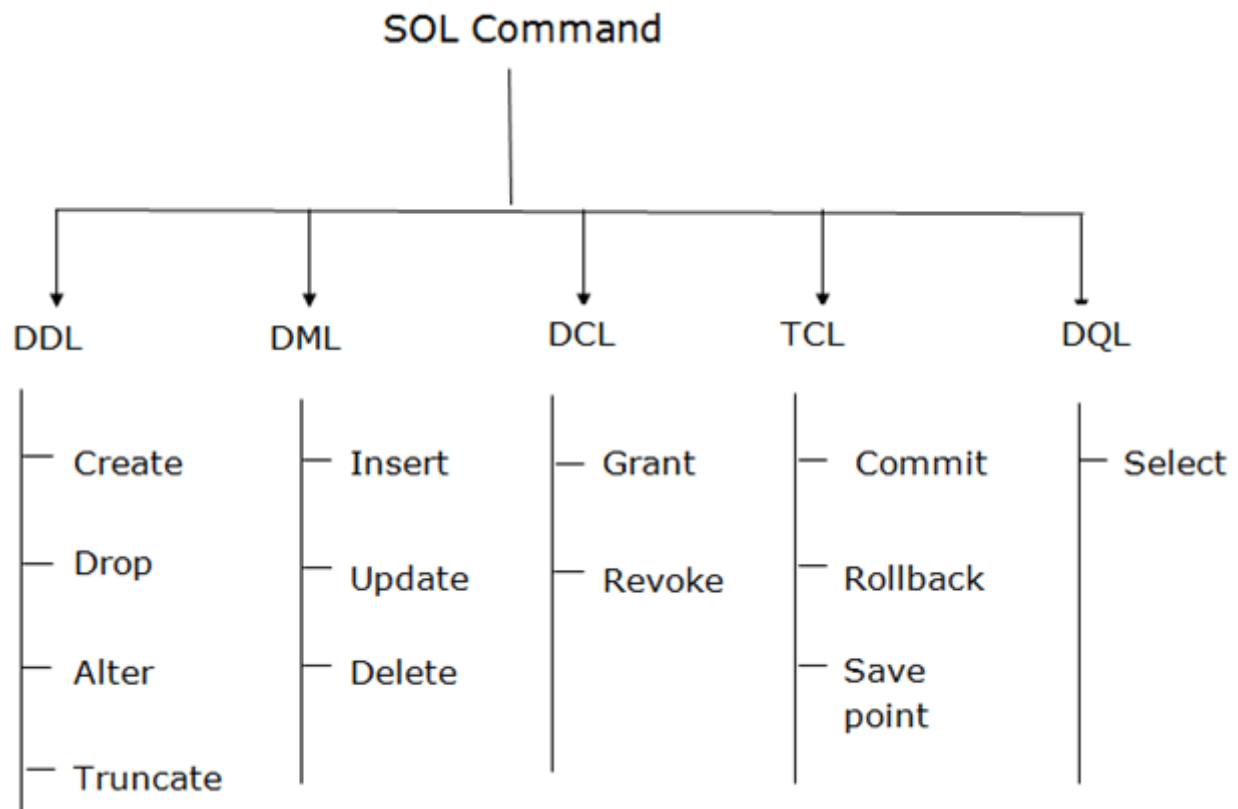 SOL Command
DDL
DML
DCL
TCL
DQL
Create
Drop
Alter
Truncate
Insert
Update
Delete
Grant
Revoke
Commit
Rollback
Save
point
Select